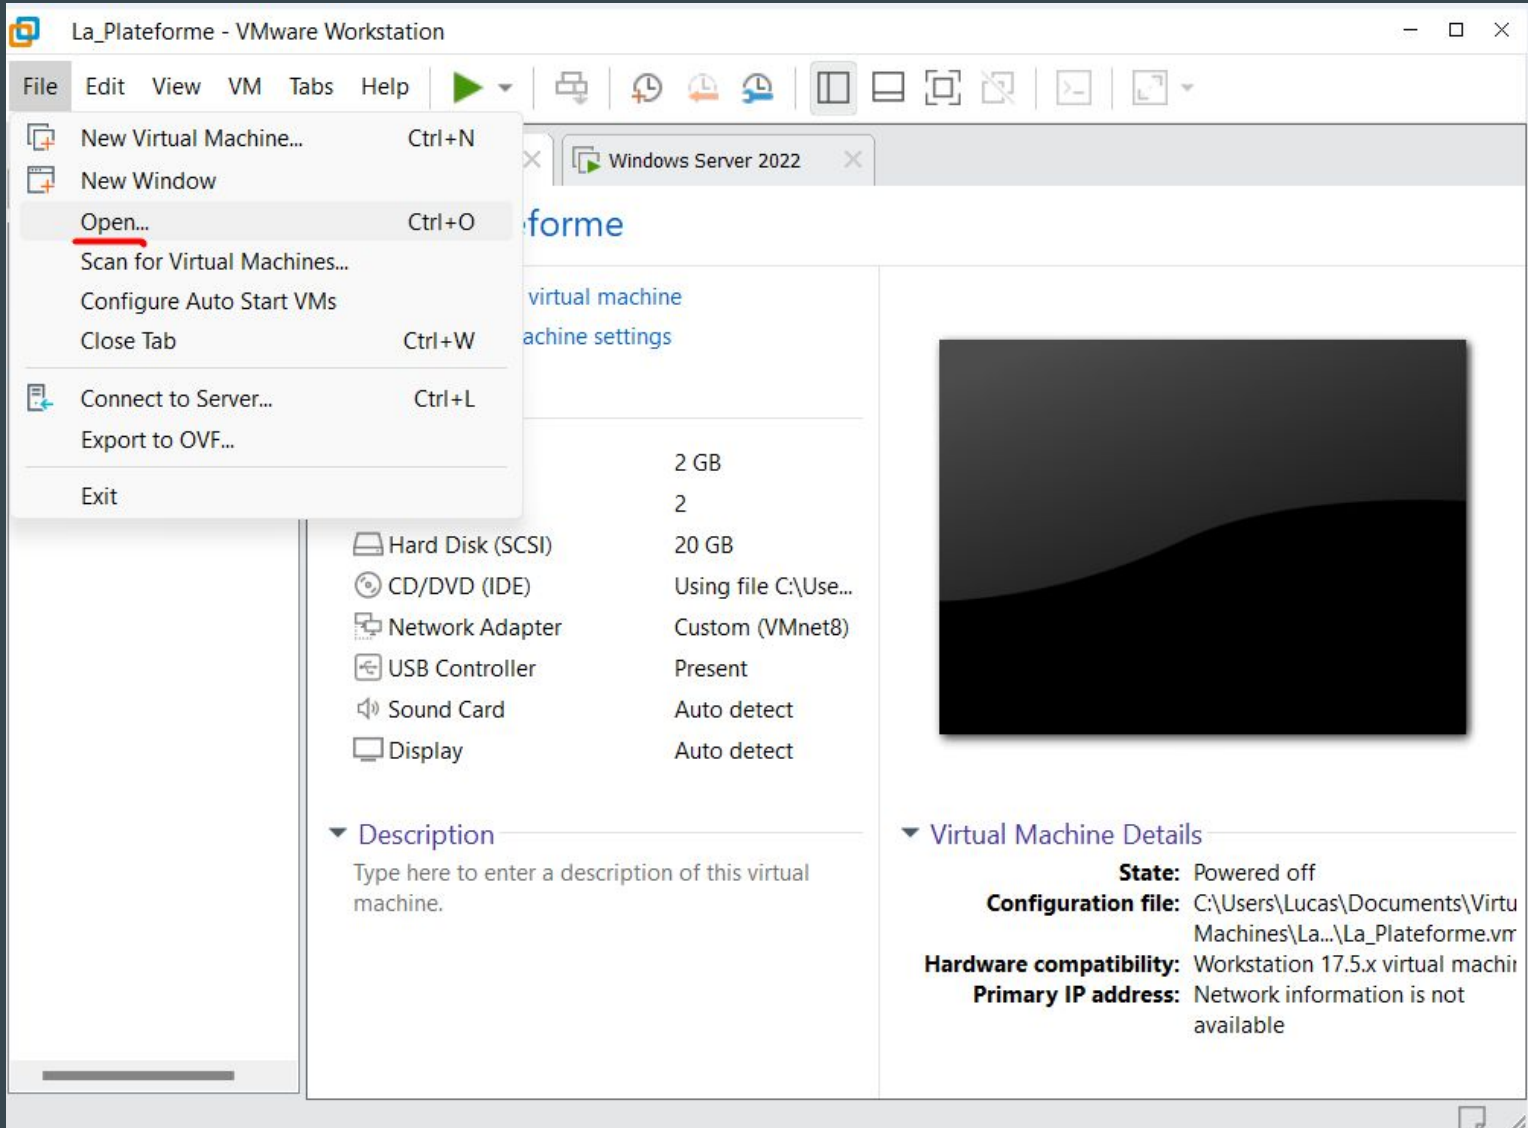 La_Plateforme - VMware Workstation
File Edit View VM Tabs Help
New Virtual Machine... Ctrl+N
New Window
Open... Ctrl+O
Scan for Virtual Machines...
Configure Auto Start VMs
Close Tab Ctrl+W
Connect to Server... Ctrl+L
Export to OVF...
Exit
Windows Server 2022
forme
virtual machine
achine settings
2 GB
2
Hard Disk (SCSI) 20 GB
CD/DVD (IDE) Using file C:\Use...
Network Adapter Custom (VMnet8)
USB Controller Present
Sound Card Auto detect
Display Auto detect
Description
Type here to enter a description of this virtual
machine.
Virtual Machine Details
State: Powered off
Configuration file: C:\Users\Lucas\Documents\Virtu
Machines\La...\La_Plateforme.vm
Hardware compatibility: Workstation 17.5.x virtual machin
Primary IP address: Network information is not
available